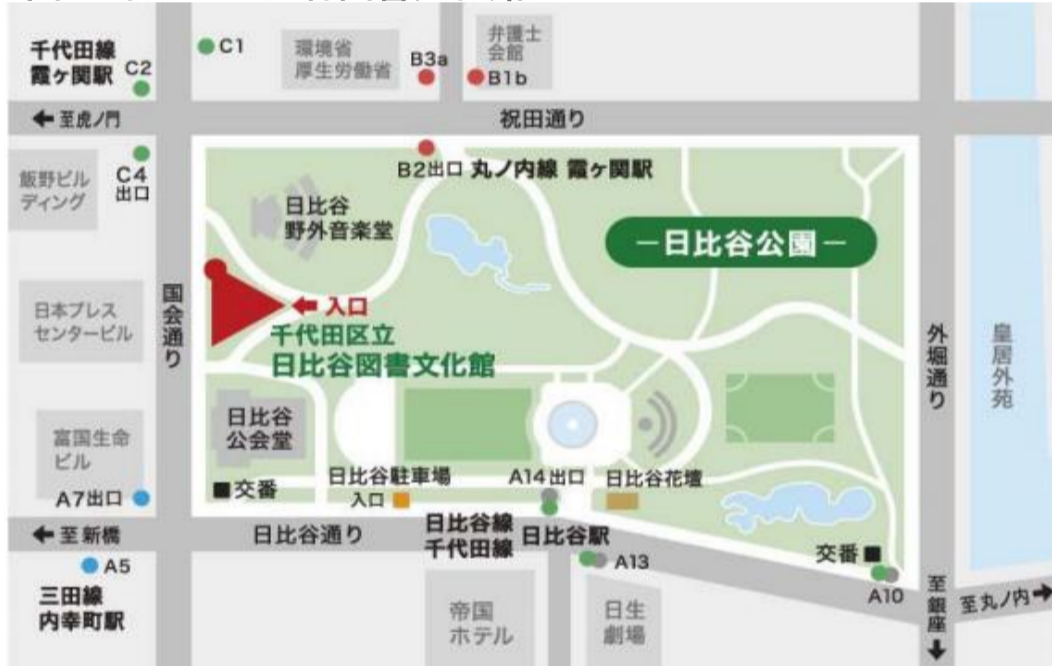 千代田線
霞ヶ関駅
C2
C1
環境省
厚生労働省
B3a
弁護士
会館
B1b
←至虎ノ門
祝田通り
飯野ビル
ディング
C4
出口
B2出口 丸ノ内線 霞ヶ関駅
日比谷
野外音楽堂
－日比谷公園－
日本プレス
センタービル
国会通り
←入口
千代田区立
日比谷図書文化館
外堀通り
皇居外苑
日比谷
公会堂
富国生命
ビル
A7出口
■交番
日比谷駐車場
入口
A14出口
日比谷花壇
←至新橋
日比谷通り
日比谷線
千代田線
日比谷駅
交番■
A5
A13
A10
三田線
内幸町駅
帝国
ホテル
日生
劇場
至銀座↓
至丸ノ内→